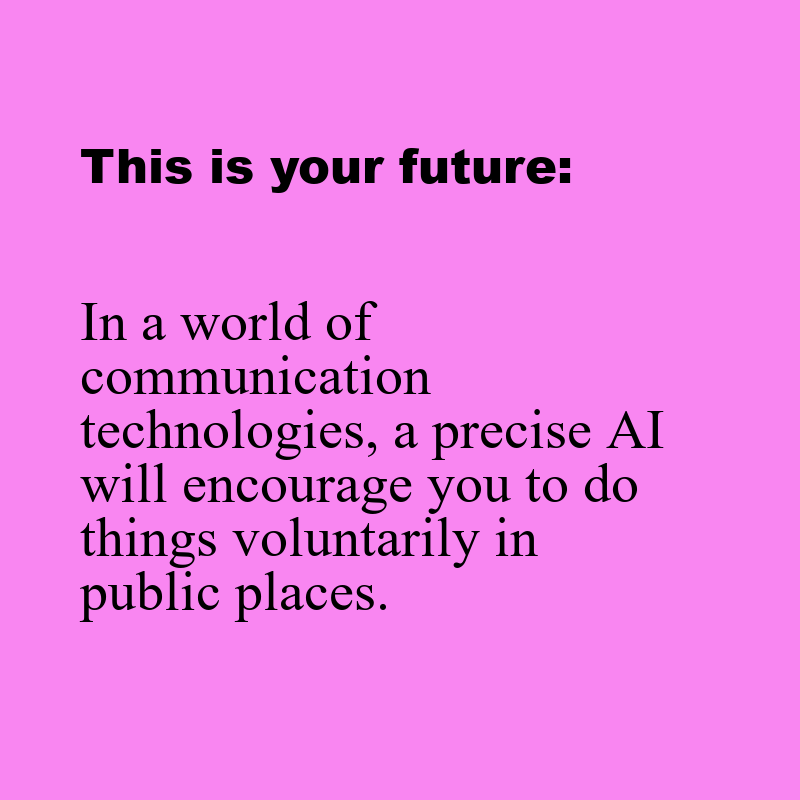 This is your future:
In a world of
communication
technologies, a precise AI
will encourage you to do
things voluntarily in
public places.